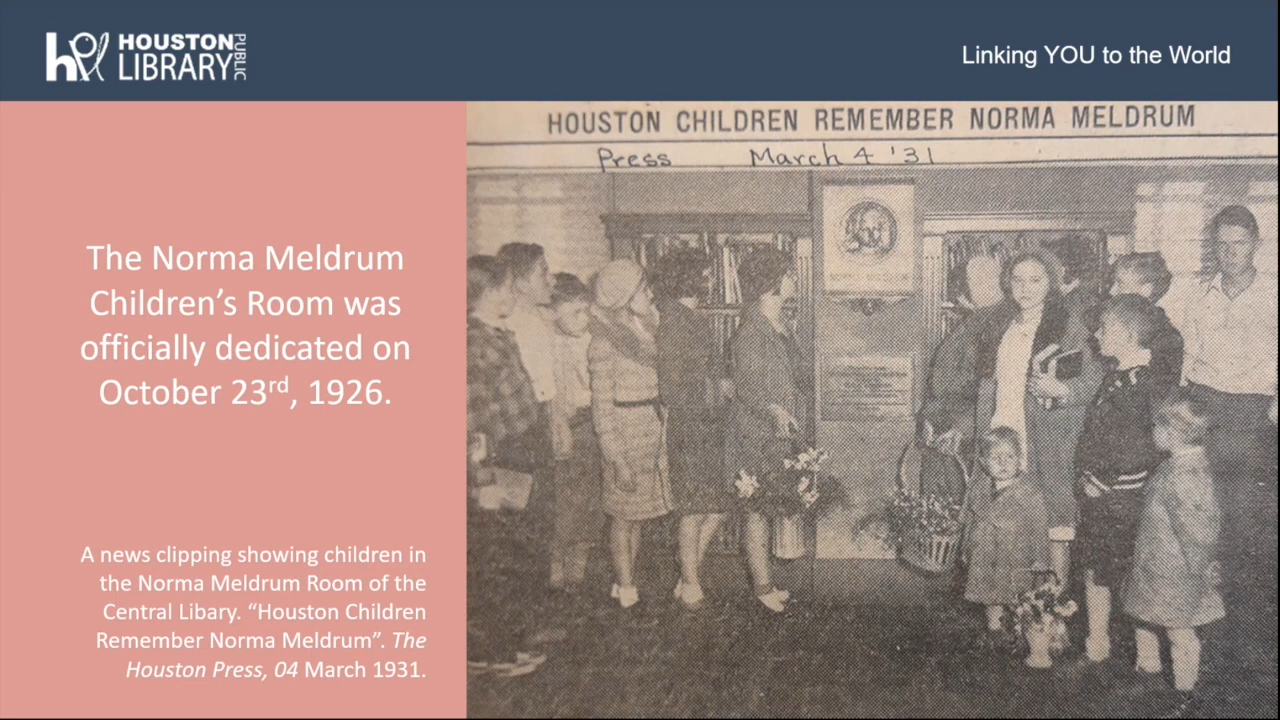 HOUSTON
LIBRARY
PUBLIC
Linking YOU to the World
HOUSTON CHILDREN REMEMBER NORMA MELDRUM
Press March 4 '31
The Norma Meldrum
Children’s Room was
officially dedicated on
October 23rd, 1926.
A news clipping showing children in
the Norma Meldrum Room of the
Central Libary. “Houston Children
Remember Norma Meldrum”. The
Houston Press, 04 March 1931.